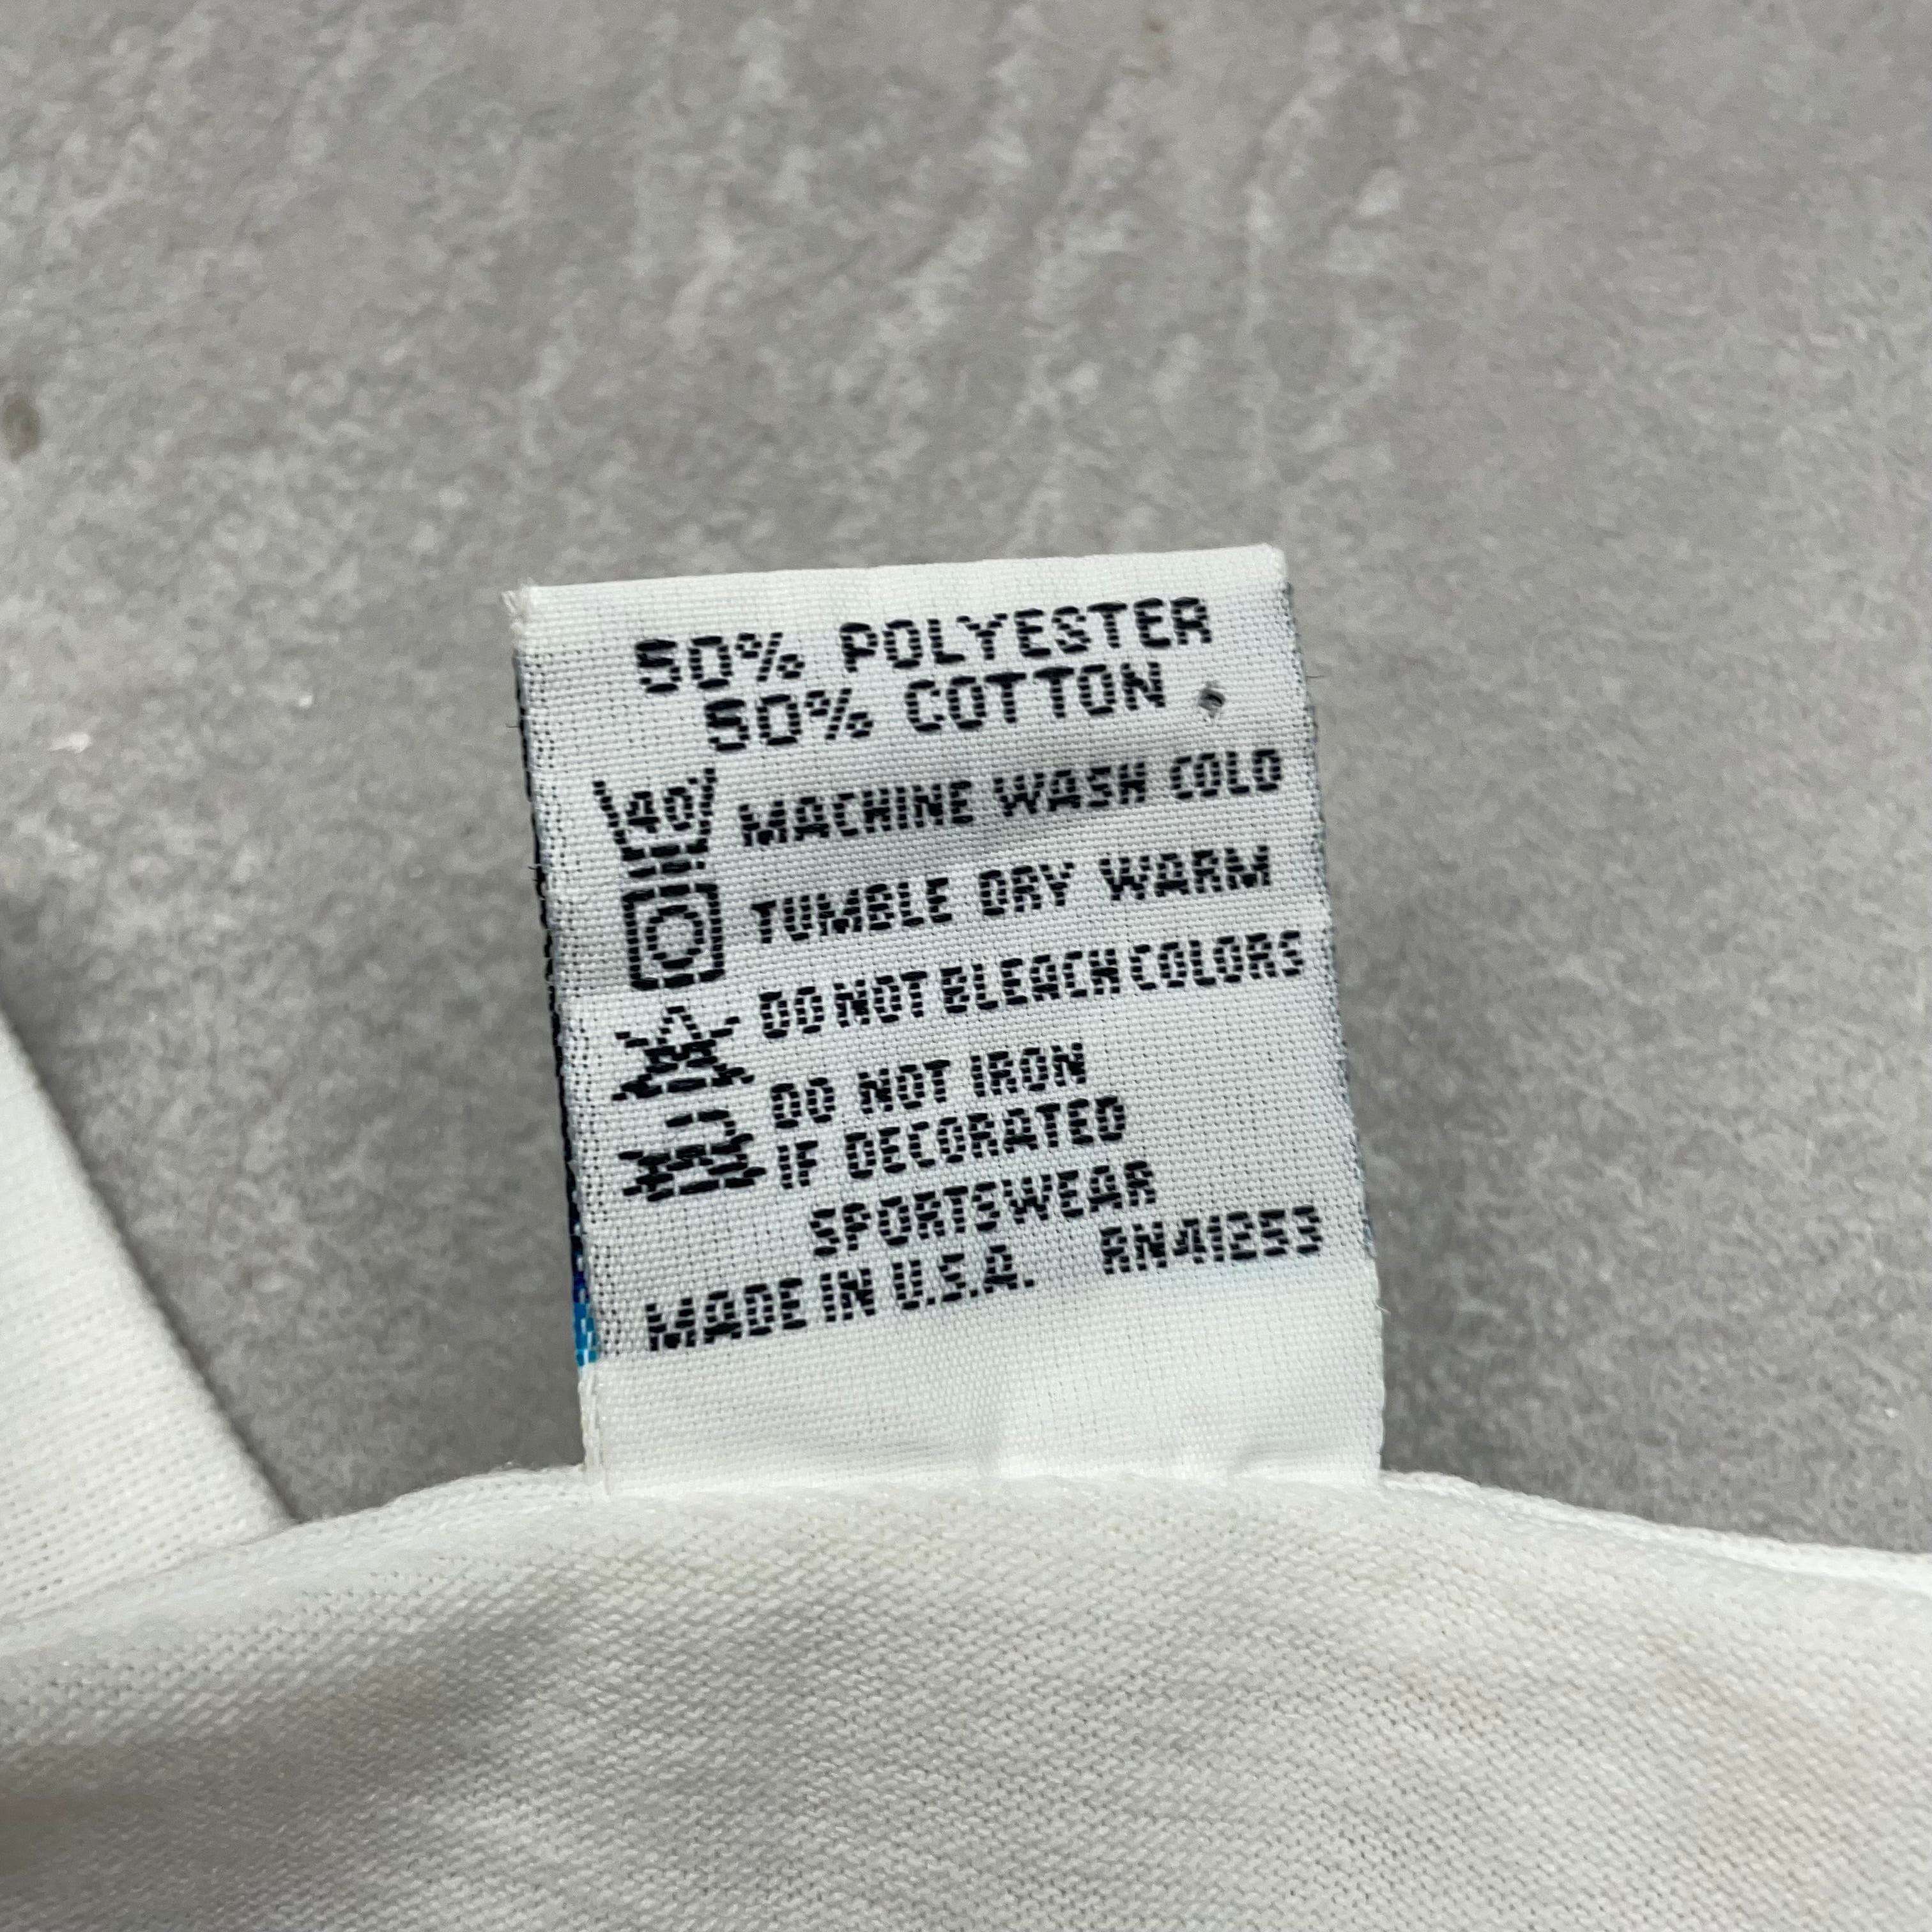 50% POLYESTER
50% COTTON
40 MACHINE WASH COLD
TUMBLE DRY WARM
DO NOT BLEACH COLORS
DO NOT IRON
IF DECORATED
SPORTSWEAR
MADE IN U.S.A. RN41253